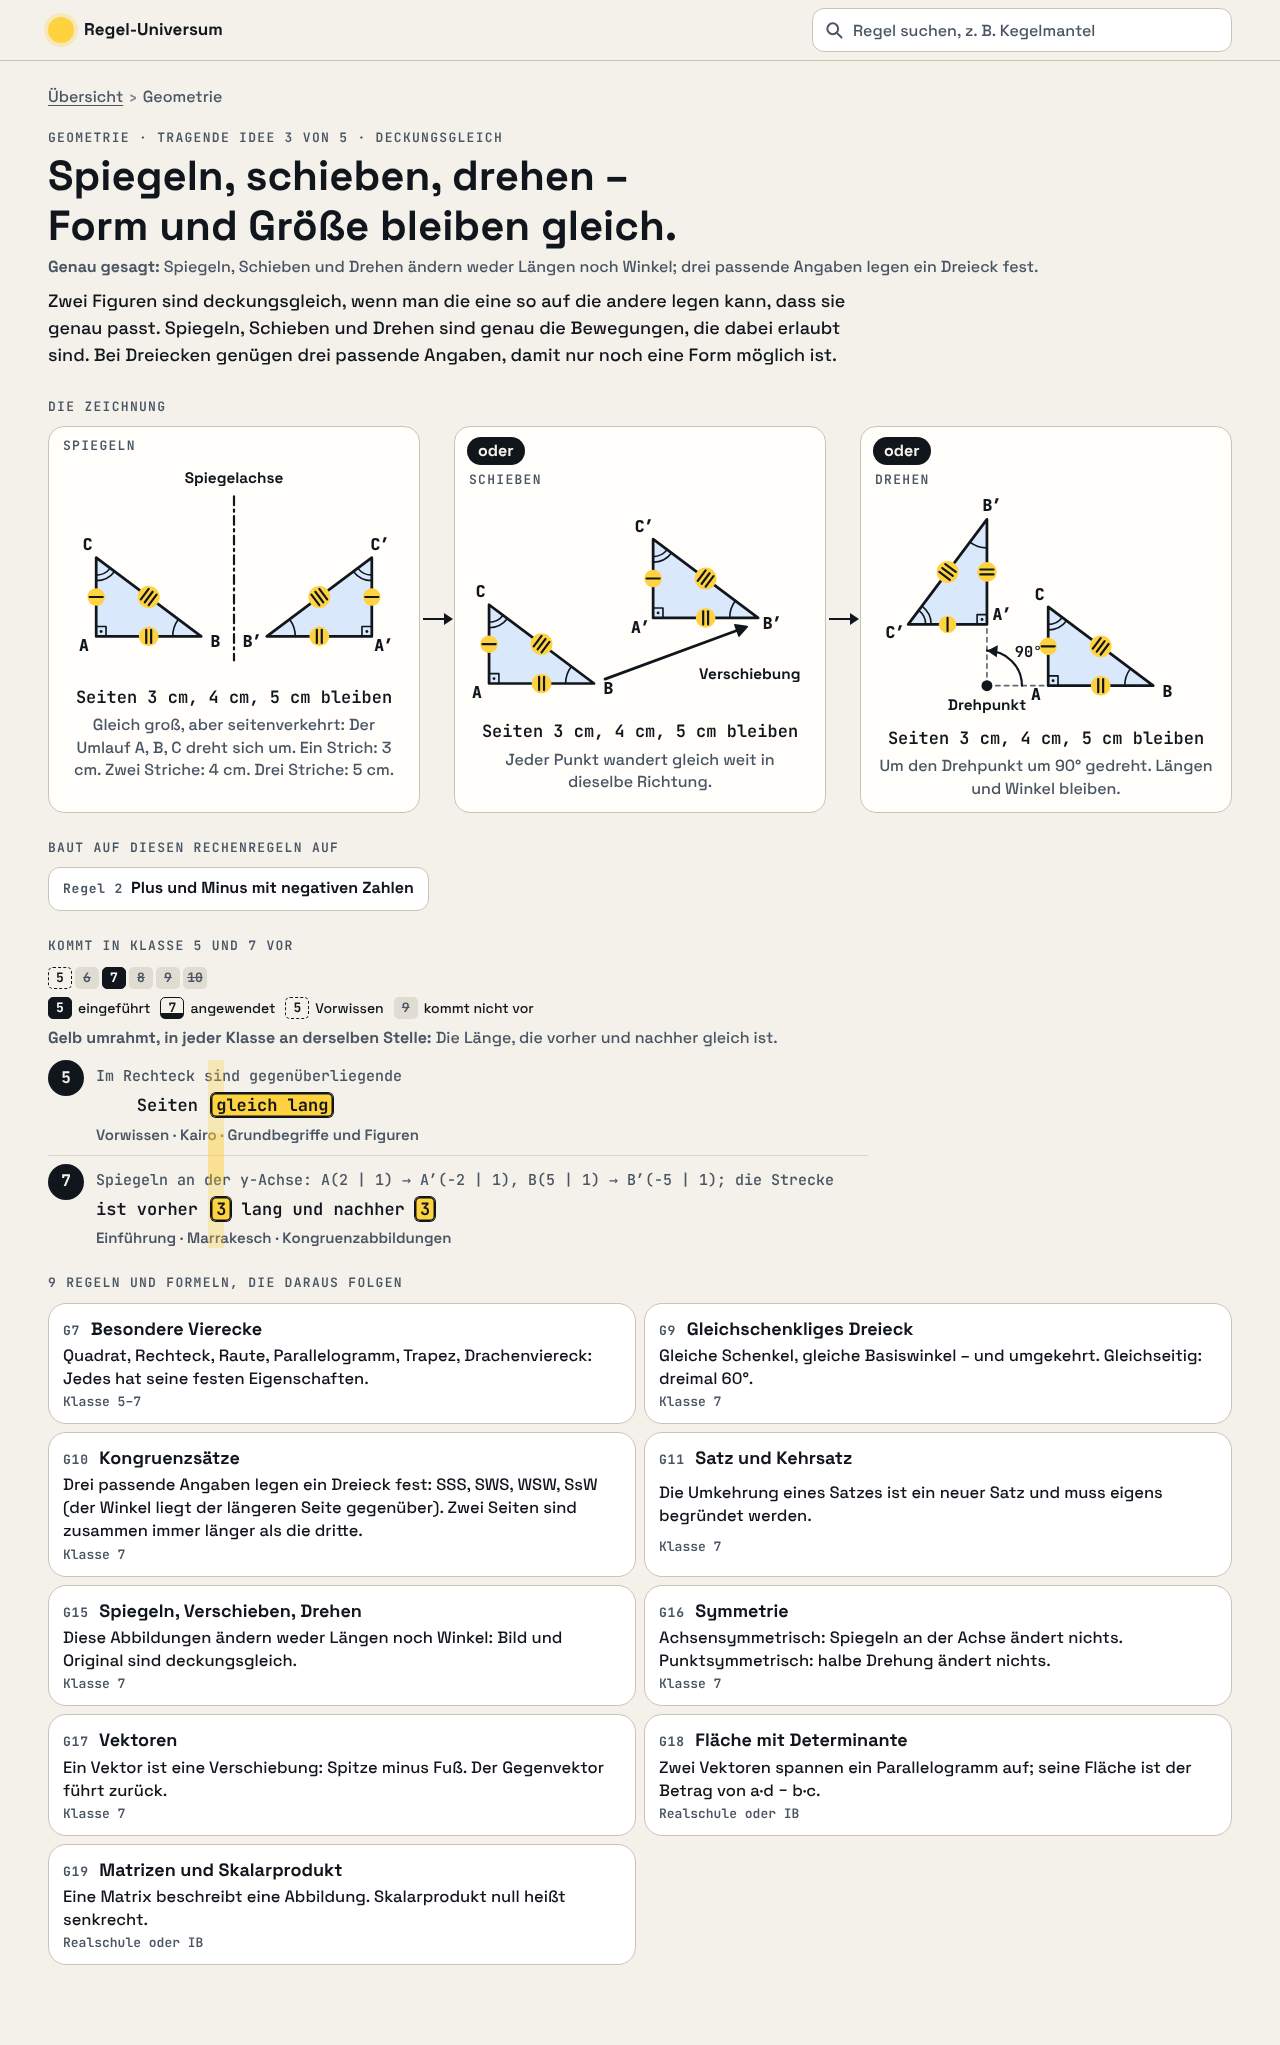 Regel-Universum
Regel suchen, z. B. Kegelmantel
Übersicht > Geometrie
GEOMETRIE · TRAGENDE IDEE 3 VON 5 · DECKUNGSGLEICH
Spiegeln, schieben, drehen –
Form und Größe bleiben gleich.
Genau gesagt: Spiegeln, Schieben und Drehen ändern weder Längen noch Winkel; drei passende Angaben legen ein Dreieck fest.
Zwei Figuren sind deckungsgleich, wenn man die eine so auf die andere legen kann, dass sie
genau passt. Spiegeln, Schieben und Drehen sind genau die Bewegungen, die dabei erlaubt
sind. Bei Dreiecken genügen drei passende Angaben, damit nur noch eine Form möglich ist.
DIE ZEICHNUNG
SPIEGELN
Spiegelachse
C
C′
A
B
B′
A′
Seiten 3 cm, 4 cm, 5 cm bleiben
Gleich groß, aber seitenverkehrt: Der
Umlauf A, B, C dreht sich um. Ein Strich: 3
cm. Zwei Striche: 4 cm. Drei Striche: 5 cm.
oder
SCHIEBEN
C′
C
A′
B′
Verschiebung
A
B
Seiten 3 cm, 4 cm, 5 cm bleiben
Jeder Punkt wandert gleich weit in
dieselbe Richtung.
oder
DREHEN
B′
C
C′
A′
90°
A
B
Drehpunkt
Seiten 3 cm, 4 cm, 5 cm bleiben
Um den Drehpunkt um 90° gedreht. Längen
und Winkel bleiben.
BAUT AUF DIESEN RECHENREGELN AUF
Regel 2 Plus und Minus mit negativen Zahlen
KOMMT IN KLASSE 5 UND 7 VOR
5 6 7 8 9 10
5 eingeführt 7 angewendet 5 Vorwissen 9 kommt nicht vor
Gelb umrahmt, in jeder Klasse an derselben Stelle: Die Länge, die vorher und nachher gleich ist.
5
Im Rechteck sind gegenüberliegende
Seiten gleich lang
Vorwissen · Kairo · Grundbegriffe und Figuren
7
Spiegeln an der y-Achse: A(2 | 1) → A′(-2 | 1), B(5 | 1) → B′(-5 | 1); die Strecke
ist vorher 3 lang und nachher 3
Einführung · Marrakesch · Kongruenzabbildungen
9 REGELN UND FORMELN, DIE DARAUS FOLGEN
G7 Besondere Vierecke
Quadrat, Rechteck, Raute, Parallelogramm, Trapez, Drachenviereck:
Jedes hat seine festen Eigenschaften.
Klasse 5–7
G9 Gleichschenkliges Dreieck
Gleiche Schenkel, gleiche Basiswinkel – und umgekehrt. Gleichseitig:
dreimal 60°.
Klasse 7
G10 Kongruenzsätze
Drei passende Angaben legen ein Dreieck fest: SSS, SWS, WSW, SsW
(der Winkel liegt der längeren Seite gegenüber). Zwei Seiten sind
zusammen immer länger als die dritte.
Klasse 7
G11 Satz und Kehrsatz
Die Umkehrung eines Satzes ist ein neuer Satz und muss eigens
begründet werden.
Klasse 7
G15 Spiegeln, Verschieben, Drehen
Diese Abbildungen ändern weder Längen noch Winkel: Bild und
Original sind deckungsgleich.
Klasse 7
G16 Symmetrie
Achsensymmetrisch: Spiegeln an der Achse ändert nichts.
Punktsymmetrisch: halbe Drehung ändert nichts.
Klasse 7
G17 Vektoren
Ein Vektor ist eine Verschiebung: Spitze minus Fuß. Der Gegenvektor
führt zurück.
Klasse 7
G18 Fläche mit Determinante
Zwei Vektoren spannen ein Parallelogramm auf; seine Fläche ist der
Betrag von a·d − b·c.
Realschule oder IB
G19 Matrizen und Skalarprodukt
Eine Matrix beschreibt eine Abbildung. Skalarprodukt null heißt
senkrecht.
Realschule oder IB